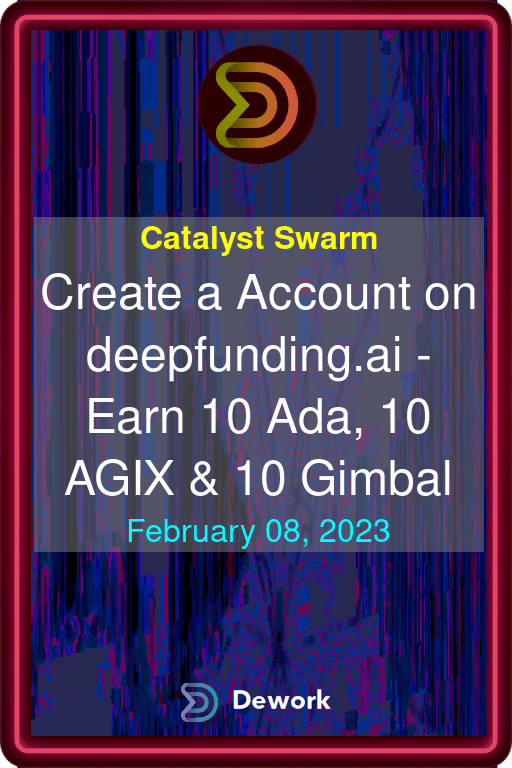 Catalyst Swarm
Create a Account on
deepfunding.ai -
Earn 10 Ada, 10
AGIX & 10 Gimbal
February 08, 2023
Dework